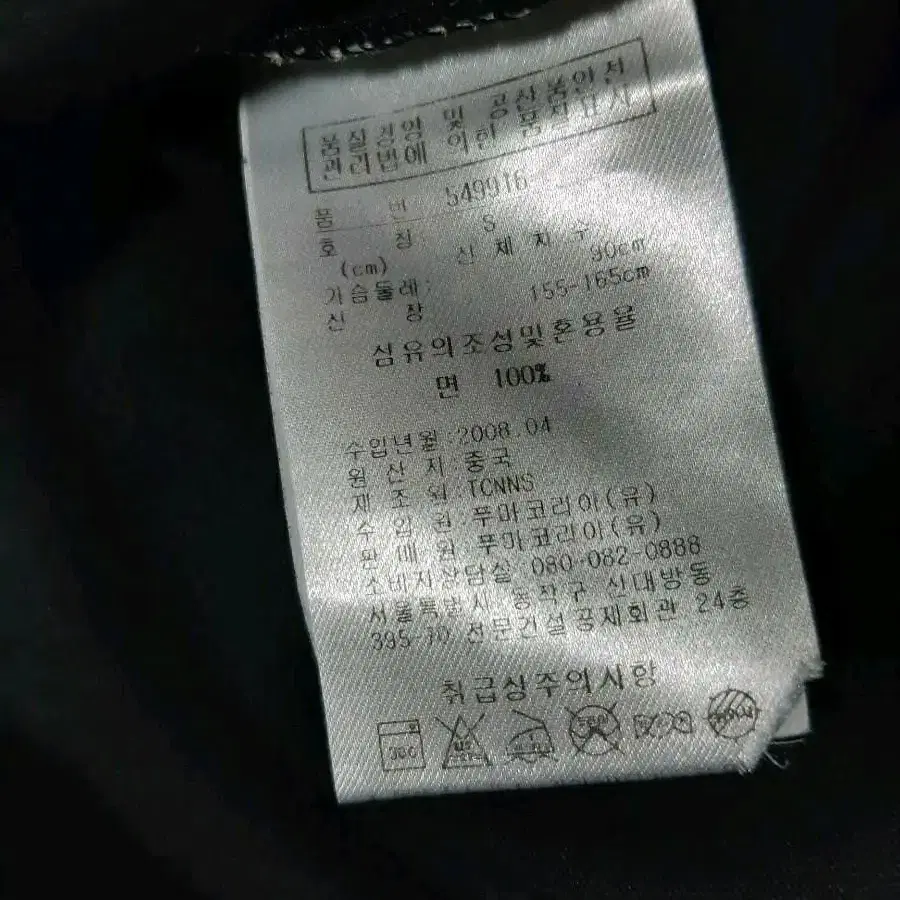 품질경영 및 공산품안전
관리법에 의한 품질표시
품 번 549916
호 칭 S
(cm) 신 체 치 수
가슴둘레: 90cm
신 장 155-165cm
섬유의조성및혼용율
면 100%
수입년월:2008.04
원 산 지:중국
제 조 원:TCNNS
수 입 원:푸마코리아(유)
판 매 원:푸마코리아(유)
소비자상담실 080-082-0888
서울특별시 동작구 신대방동
395-70 전문건설공제회관 24층
취급상주의사항